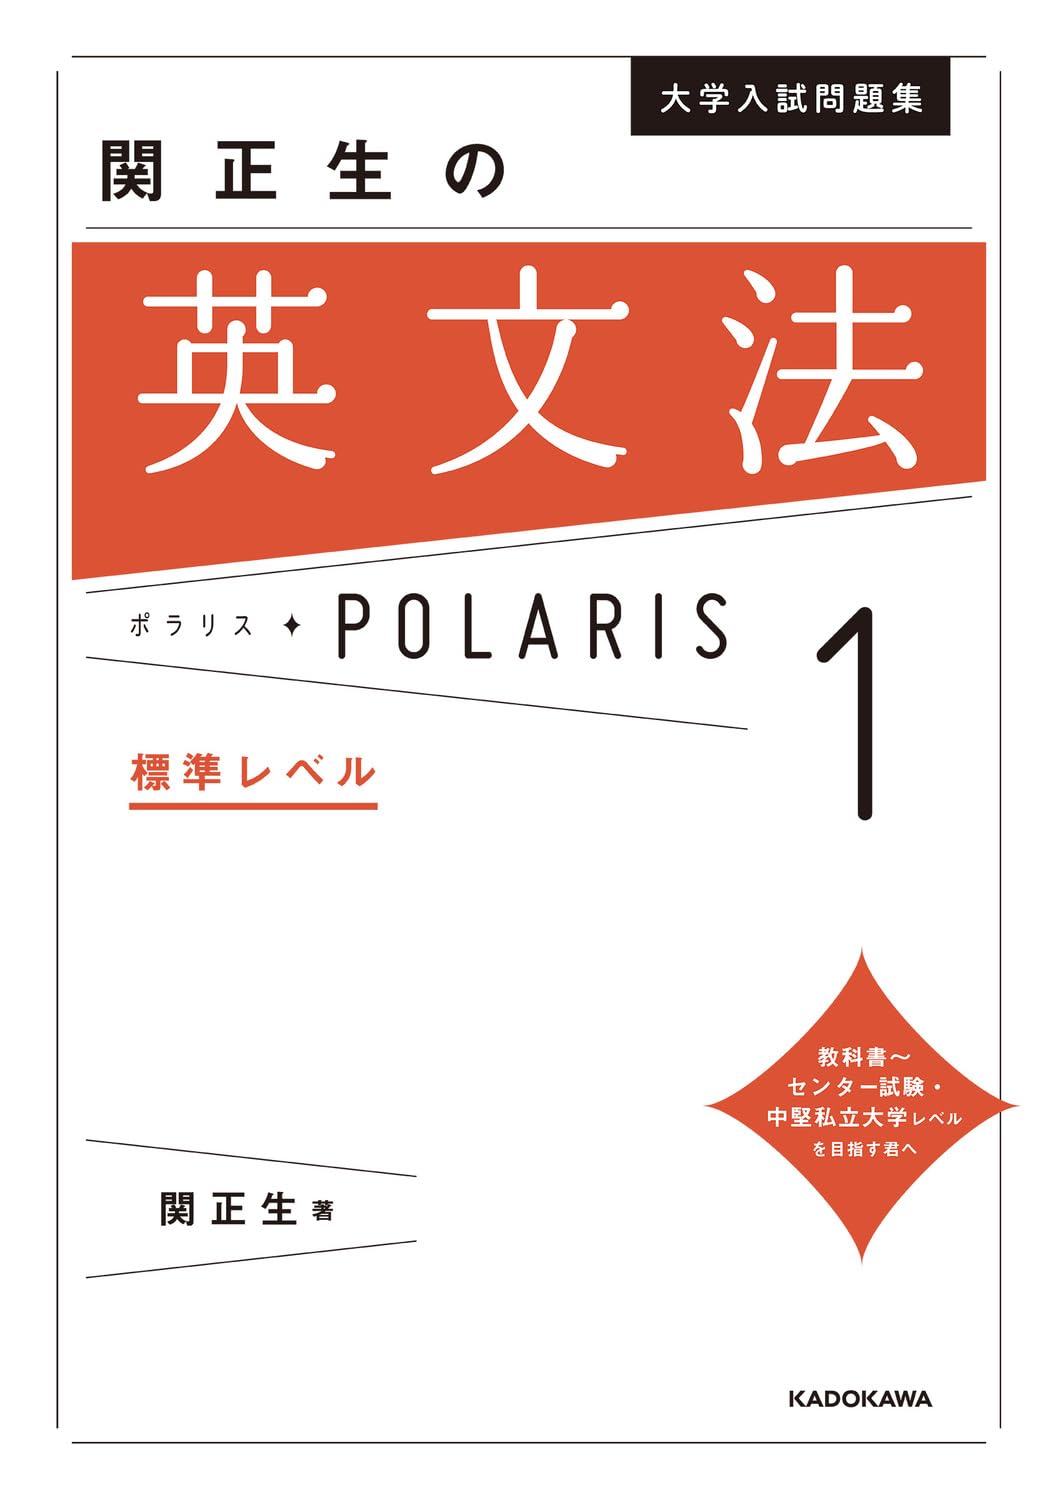 大学入試問題集
関正生の
英文法
ポラリス✦POLARIS 1
標準レベル
教科書〜
センター試験・
中堅私立大学レベル
を目指す君へ
関正生 著
KADOKAWA